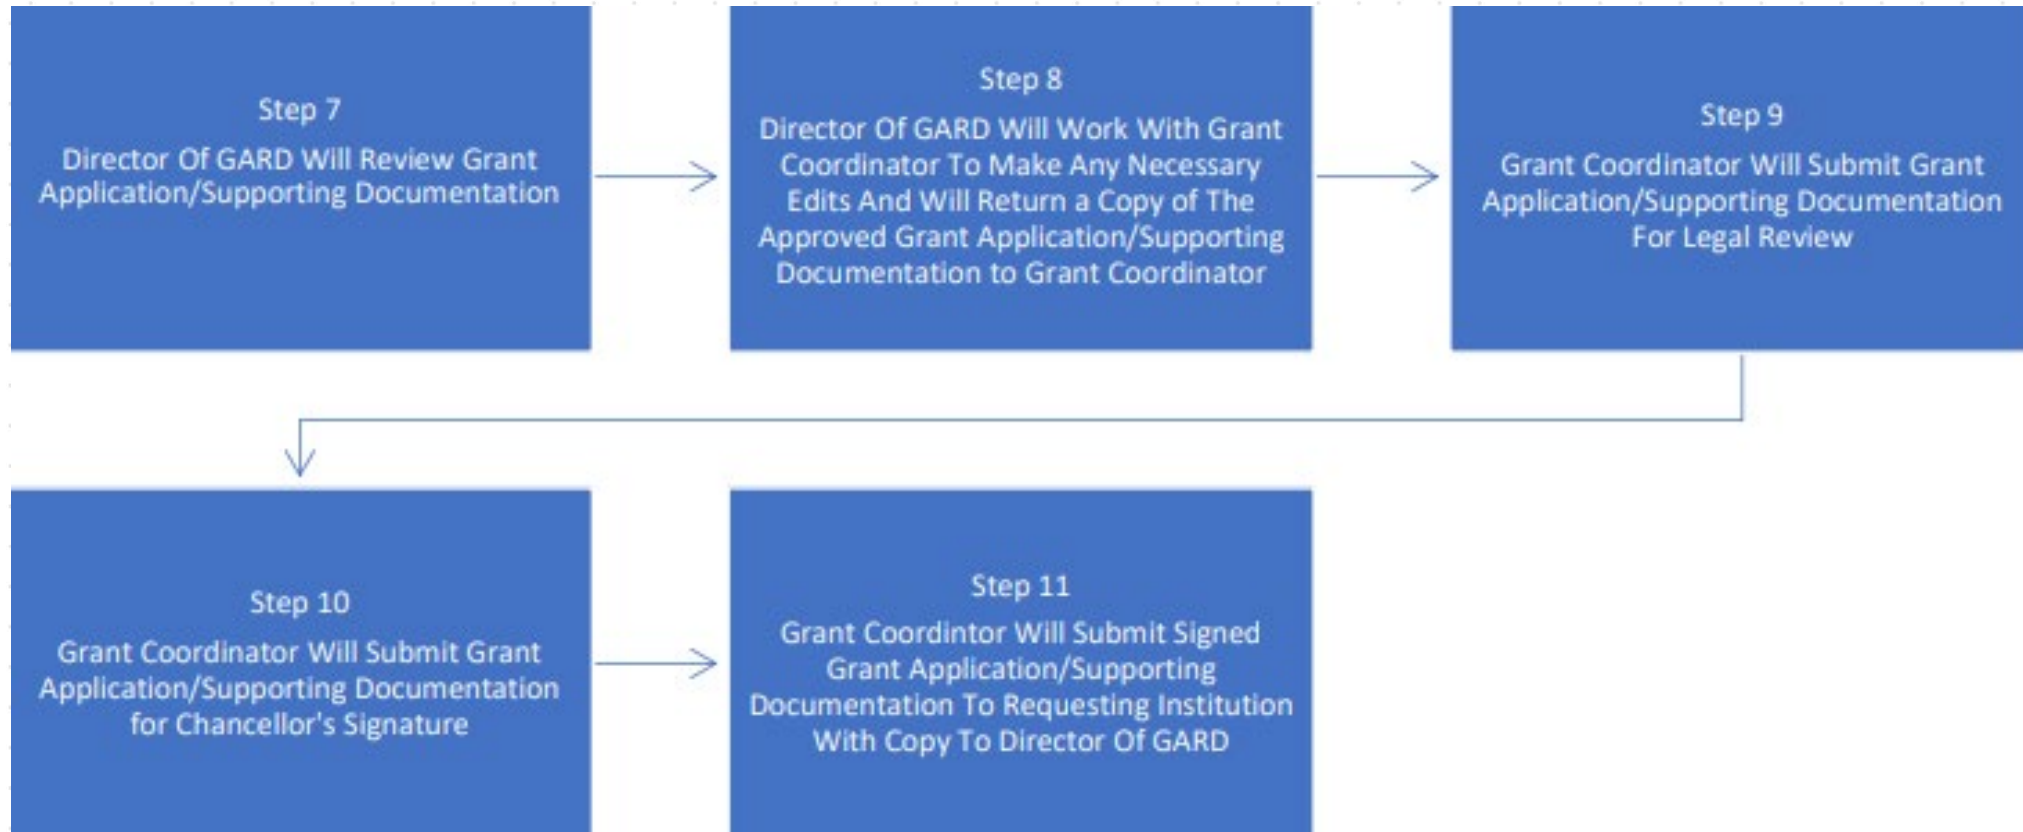 Step 7
Director Of GARD Will Review Grant
Application/Supporting Documentation
Step 8
Director Of GARD Will Work With Grant
Coordinator To Make Any Necessary
Edits And Will Return a Copy of The
Approved Grant Application/Supporting
Documentation to Grant Coordinator
Step 9
Grant Coordinator Will Submit Grant
Application/Supporting Documentation
For Legal Review
Step 10
Grant Coordinator Will Submit Grant
Application/Supporting Documentation
for Chancellor's Signature
Step 11
Grant Coordintor Will Submit Signed
Grant Application/Supporting
Documentation To Requesting Institution
With Copy To Director Of GARD